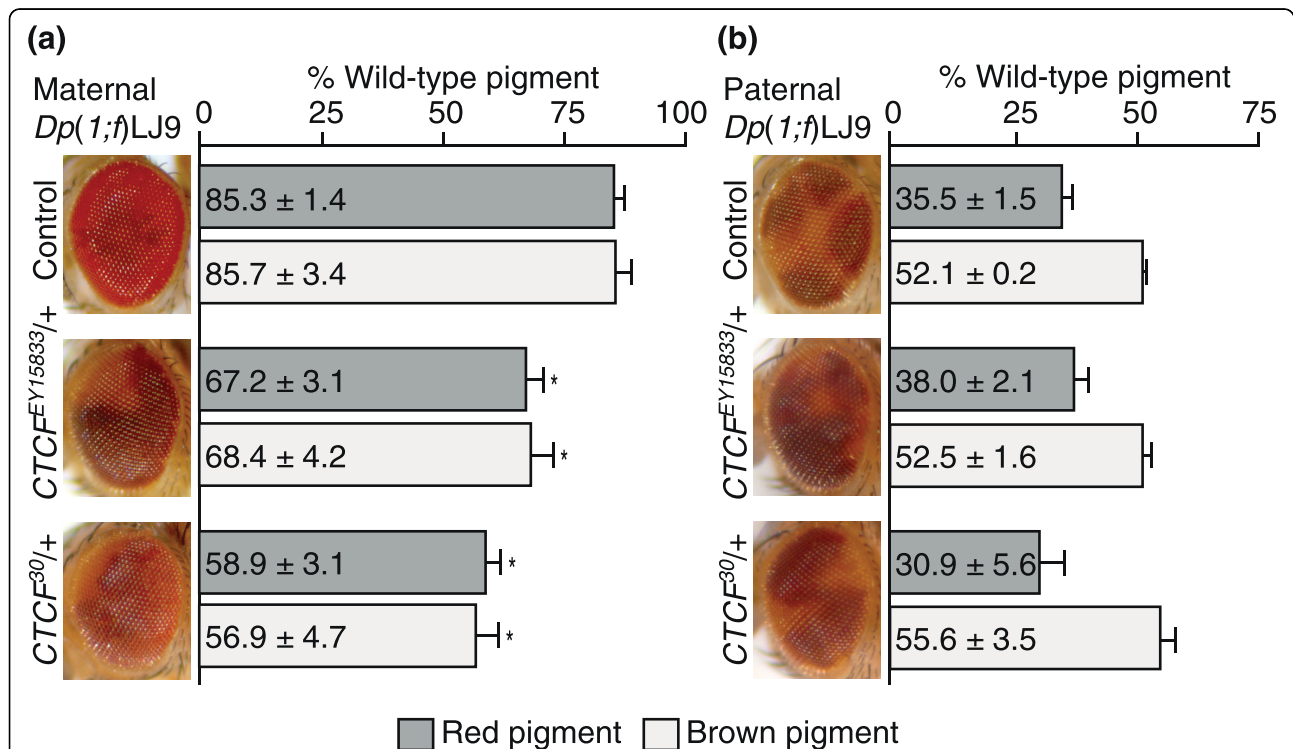 (a)
% Wild-type pigment
Maternal
Dp(1;f)LJ9
0 25 50 75 100
Control
85.3 ± 1.4
85.7 ± 3.4
CTCF^EY15833/+
67.2 ± 3.1 *
68.4 ± 4.2 *
CTCF^30/+
58.9 ± 3.1 *
56.9 ± 4.7 *
(b)
% Wild-type pigment
Paternal
Dp(1;f)LJ9
0 25 50 75
Control
35.5 ± 1.5
52.1 ± 0.2
CTCF^EY15833/+
38.0 ± 2.1
52.5 ± 1.6
CTCF^30/+
30.9 ± 5.6
55.6 ± 3.5
Red pigment Brown pigment